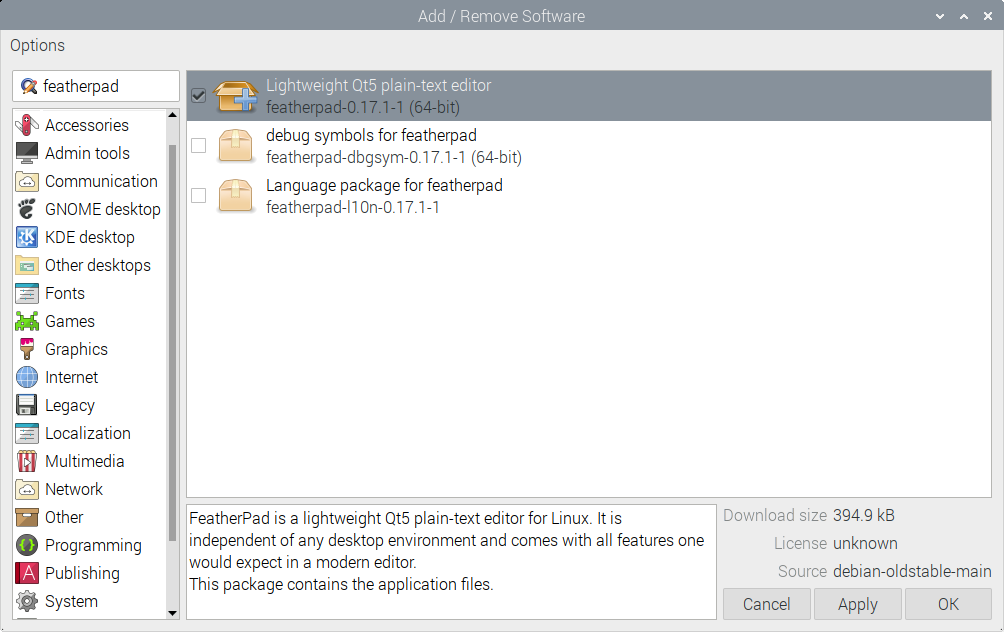 Add / Remove Software
Options
featherpad
Accessories
Admin tools
Communication
GNOME desktop
KDE desktop
Other desktops
Fonts
Games
Graphics
Internet
Legacy
Localization
Multimedia
Network
Other
Programming
Publishing
System
Lightweight Qt5 plain-text editor
featherpad-0.17.1-1 (64-bit)
debug symbols for featherpad
featherpad-dbgsym-0.17.1-1 (64-bit)
Language package for featherpad
featherpad-l10n-0.17.1-1
FeatherPad is a lightweight Qt5 plain-text editor for Linux. It is
independent of any desktop environment and comes with all features one
would expect in a modern editor.
This package contains the application files.
Download size 394.9 kB
License unknown
Source debian-oldstable-main
Cancel Apply OK